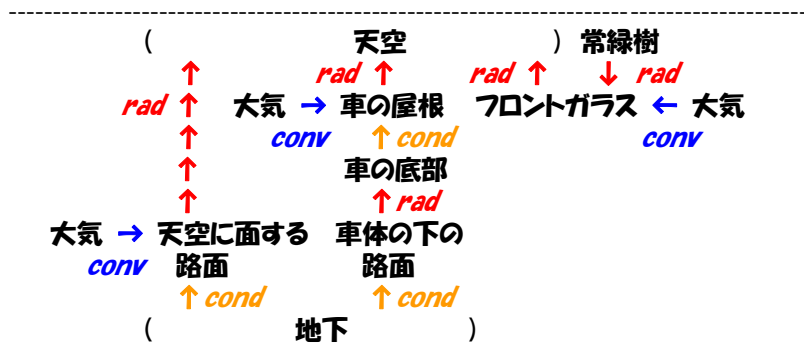 ( 天空 ) 常緑樹
↑ rad ↑ rad ↑ ↓ rad
rad ↑ 大気 → 車の屋根 フロントガラス ← 大気
↑ conv ↑ cond conv
↑ 車の底部
↑ ↑ rad
大気 → 天空に面する 車体の下の
conv 路面 路面
↑ cond ↑ cond
( 地下 )